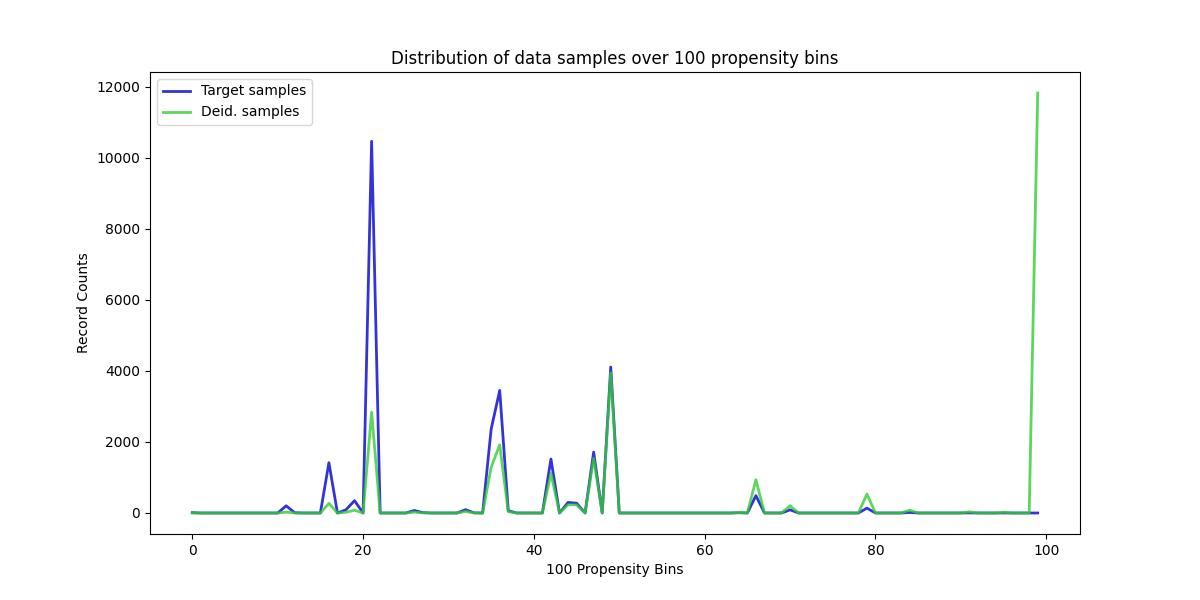 Distribution of data samples over 100 propensity bins
Target samples
Deid. samples
12000
10000
8000
6000
4000
2000
0
Record Counts
0 20 40 60 80 100
100 Propensity Bins